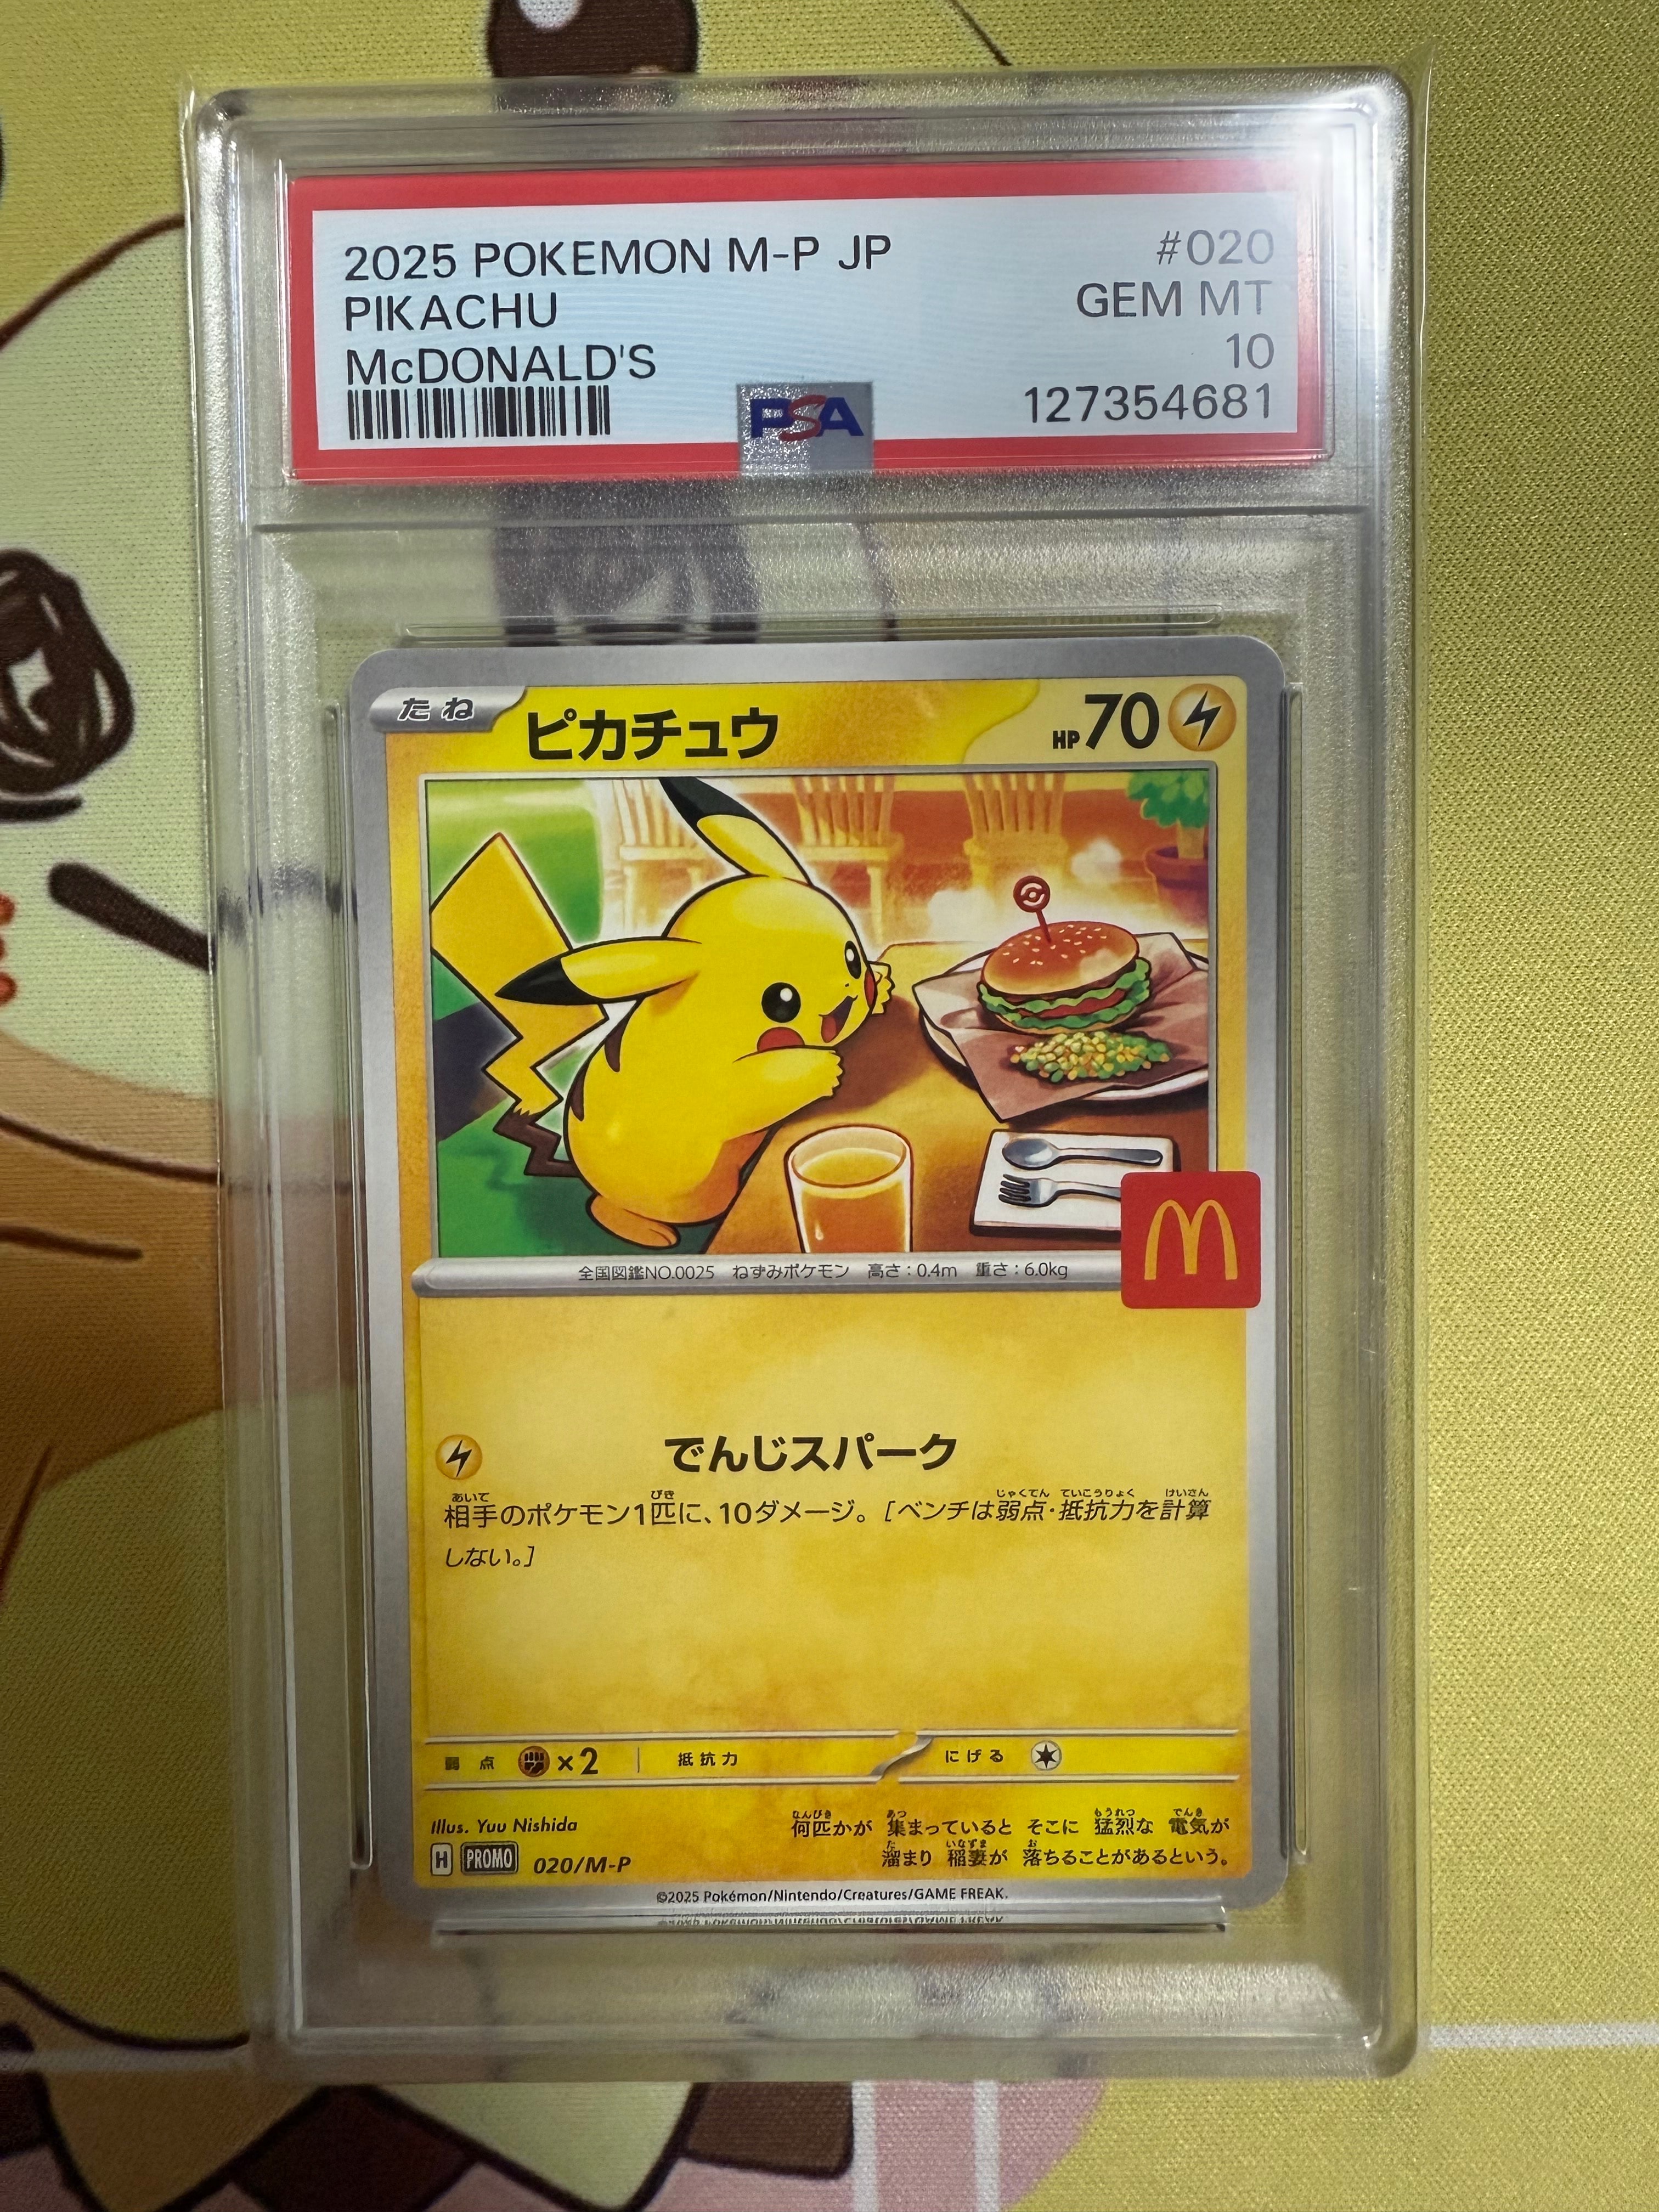 2025 POKEMON M-P JP #020
PIKACHU GEM MT
McDONALD'S 10
PSA 127354681
たね ピカチュウ HP70
全国図鑑NO.0025 ねずみポケモン 高さ:0.4m 重さ:6.0kg
でんじスパーク
相手のポケモン1匹に、10ダメージ。[ベンチは弱点・抵抗力を計算
しない。]
弱点 ×2 抵抗力 にげる
Illus. Yuu Nishida
H PROMO 020/M-P
何匹かが 集まっていると そこに 猛烈な 電気が
溜まり 稲妻が 落ちることがあるという。
©2025 Pokémon/Nintendo/Creatures/GAME FREAK.